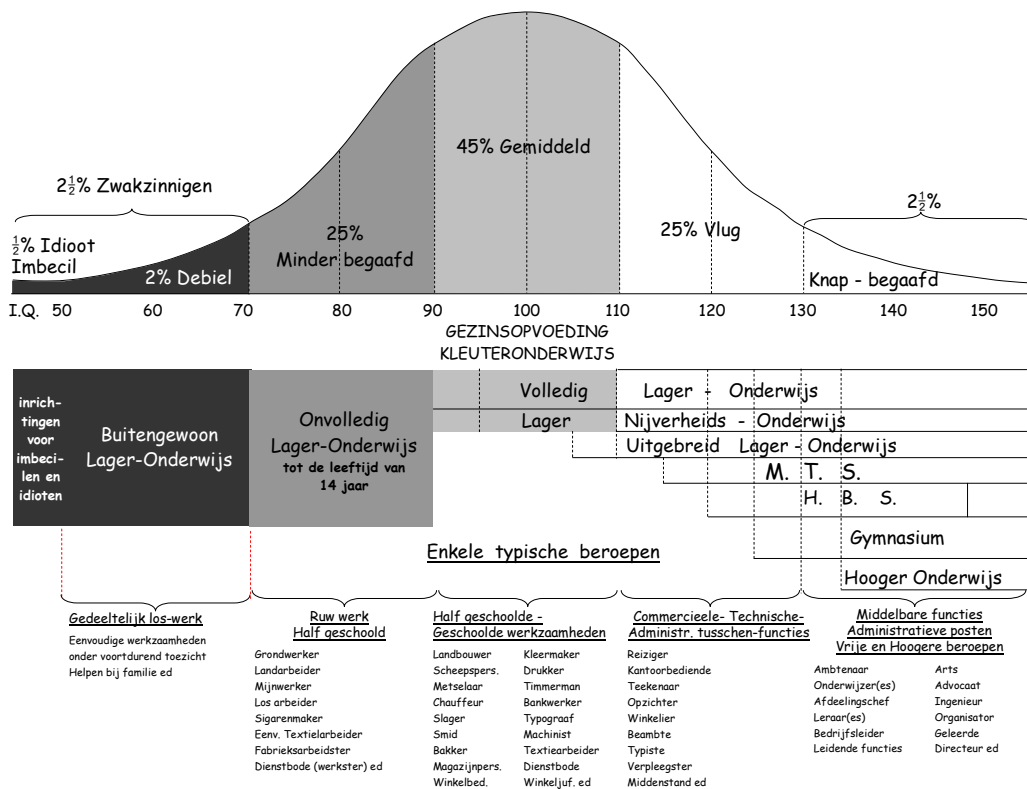 45% Gemiddeld
2½% Zwakzinnigen
2½%
½% Idioot
Imbecil
25%
Minder begaafd
25% Vlug
2% Debiel
Knap - begaafd
I.Q. 50 60 70 80 90 100 110 120 130 140 150
GEZINSOPVOEDING
KLEUTERONDERWIJS
inrich-
tingen
voor
imbeci-
len en
idioten
Buitengewoon
Lager-Onderwijs
Onvolledig
Lager-Onderwijs
tot de leeftijd van
14 jaar
Volledig Lager - Onderwijs
Lager Nijverheids - Onderwijs
Uitgebreid Lager - Onderwijs
M. T. S.
H. B. S.
Gymnasium
Hooger Onderwijs
Enkele typische beroepen
Gedeeltelijk los-werk
Eenvoudige werkzaamheden
onder voortdurend toezicht
Helpen bij familie ed
Ruw werk
Half geschoold
Grondwerker
Landarbeider
Mijnwerker
Los arbeider
Sigarenmaker
Eenv. Textielarbeider
Fabrieksarbeidster
Dienstbode (werkster) ed
Half geschoolde -
Geschoolde werkzaamheden
Landbouwer
Scheepspers.
Metselaar
Chauffeur
Slager
Smid
Bakker
Magazijnpers.
Winkelbed.
Kleermaker
Drukker
Timmerman
Bankwerker
Typograaf
Machinist
Textiearbeider
Dienstbode
Winkeljuf. ed
Commercieele- Technische-
Administr. tusschen-functies
Reiziger
Kantoorbediende
Teekenaar
Opzichter
Winkelier
Beambte
Typiste
Verpleegster
Middenstand ed
Middelbare functies
Administratieve posten
Vrije en Hoogere beroepen
Ambtenaar
Onderwijzer(es)
Afdeelingschef
Leraar(es)
Bedrijfsleider
Leidende functies
Arts
Advocaat
Ingenieur
Organisator
Geleerde
Directeur ed